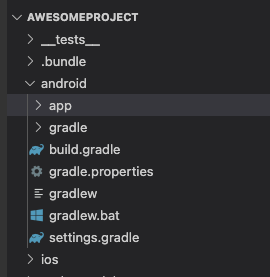 AWESOMEPROJECT
__tests__
.bundle
android
app
gradle
build.gradle
gradle.properties
gradlew
gradlew.bat
settings.gradle
ios